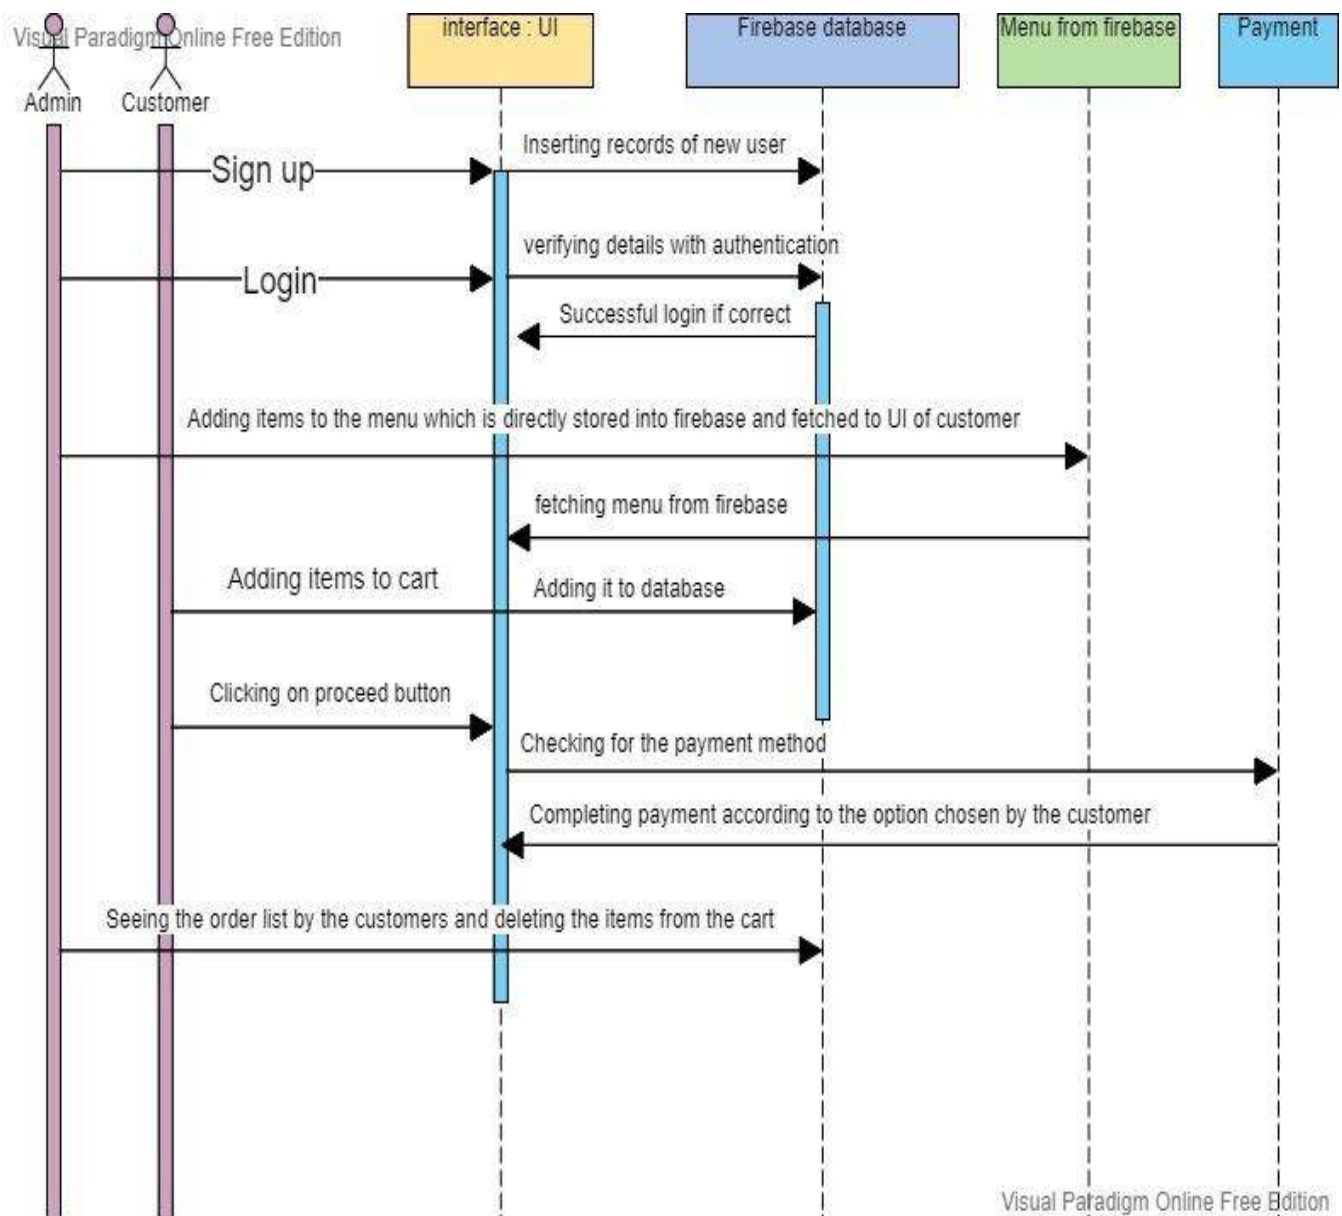 Visual Paradigm Online Free Edition
interface : UI
Firebase database
Menu from firebase
Payment
Admin
Customer
Inserting records of new user
Sign up
verifying details with authentication
Login
Successful login if correct
Adding items to the menu which is directly stored into firebase and fetched to UI of customer
fetching menu from firebase
Adding items to cart
Adding it to database
Clicking on proceed button
Checking for the payment method
Completing payment according to the option chosen by the customer
Seeing the order list by the customers and deleting the items from the cart
Visual Paradigm Online Free Edition